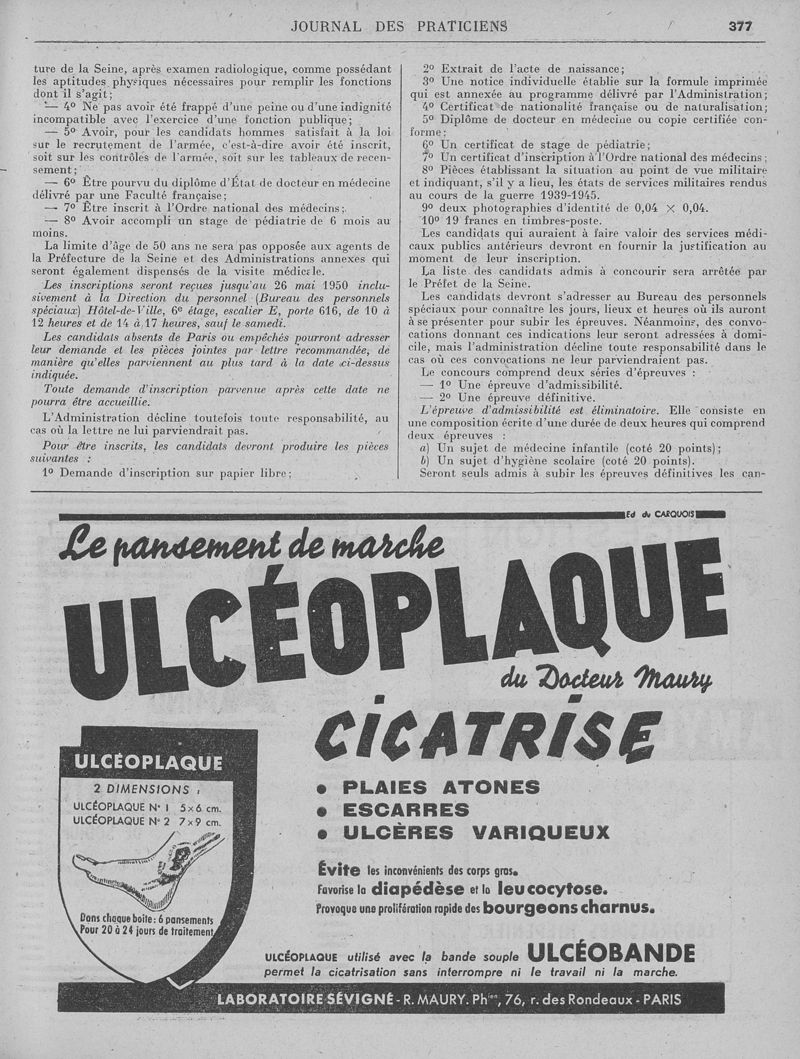 JOURNAL DES PRATICIENS
377
ture de la Seine, après examen radiologique, comme possédant
les aptitudes physiques nécessaires pour remplir les fonctions
dont il s'agit;
— 4º Ne pas avoir été frappé d'une peine ou d'une indignité
incompatible avec l'exercice d'une fonction publique;
— 5º Avoir, pour les candidats hommes satisfait à la loi
sur le recrutement de l'armée, c'est-à-dire avoir été inscrit,
soit sur les contrôles de l'armée, soit sur les tableaux de recen-
sement;
— 6º Être pourvu du diplôme d'État de docteur en médecine
délivré par une Faculté française;
— 7º Être inscrit à l'Ordre national des médecins;
— 8º Avoir accompli un stage de pédiatrie de 6 mois au
moins.
La limite d'âge de 50 ans ne sera pas opposée aux agents de
la Préfecture de la Seine et des Administrations annexes qui
seront également dispensés de la visite médicale.
Les inscriptions seront reçues jusqu'au 26 mai 1950 inclu-
sivement à la Direction du personnel (Bureau des personnels
spéciaux) Hôtel-de-Ville, 6e étage, escalier E, porte 616, de 10 à
12 heures et de 14 à 17 heures, sauf le samedi.
Les candidats absents de Paris ou empêchés pourront adresser
leur demande et les pièces jointes par lettre recommandée, de
manière qu'elles parviennent au plus tard à la date ci-dessus
indiquée.
Toute demande d'inscription parvenue après cette date ne
pourra être accueillie.
L'Administration décline toutefois toute responsabilité, au
cas où la lettre ne lui parviendrait pas.
Pour être inscrits, les candidats devront produire les pièces
suivantes :
1º Demande d'inscription sur papier libre;
2º Extrait de l'acte de naissance;
3º Une notice individuelle établie sur la formule imprimée
qui est annexée au programme délivré par l'Administration;
4º Certificat de nationalité française ou de naturalisation;
5º Diplôme de docteur en médecine ou copie certifiée con-
forme;
6º Un certificat de stage de pédiatrie;
7º Un certificat d'inscription à l'Ordre national des médecins;
8º Pièces établissant la situation au point de vue militaire
et indiquant, s'il y a lieu, les états de services militaires rendus
au cours de la guerre 1939-1945.
9º deux photographies d'identité de 0,04 × 0,04.
10º 19 francs en timbres-poste.
Les candidats qui auraient à faire valoir des services médi-
caux publics antérieurs devront en fournir la justification au
moment de leur inscription.
La liste des candidats admis à concourir sera arrêtée par
le Préfet de la Seine.
Les candidats devront s'adresser au Bureau des personnels
spéciaux pour connaître les jours, lieux et heures où ils auront
à se présenter pour subir les épreuves. Néanmoins, des convo-
cations donnant ces indications leur seront adressées à domi-
cile, mais l'administration décline toute responsabilité dans le
cas où ces convocations ne leur parviendraient pas.
Le concours comprend deux séries d'épreuves :
— 1º Une épreuve d'admissibilité.
— 2º Une épreuve définitive.
L'épreuve d'admissibilité est éliminatoire. Elle consiste en
une composition écrite d'une durée de deux heures qui comprend
deux épreuves :
a) Un sujet de médecine infantile (coté 20 points);
b) Un sujet d'hygiène scolaire (coté 20 points).
Seront seuls admis à subir les épreuves définitives les can-
Ed du CARQUOIS
Le pansement de marche
ULCÉOPLAQUE
du Docteur Maury
CICATRISE
• PLAIES ATONES
• ESCARRES
• ULCÈRES VARIQUEUX
ULCÉOPLAQUE
2 DIMENSIONS :
ULCÉOPLAQUE Nº 1 5×6 cm.
ULCÉOPLAQUE Nº 2 7×9 cm.
Dans chaque boite : 6 pansements
Pour 20 à 24 jours de traitement
Évite les inconvénients des corps gras.
Favorise la diapédèse et la leucocytose.
Provoque une prolifération rapide des bourgeons charnus.
ULCÉOPLAQUE utilisé avec la bande souple ULCÉOBANDE
permet la cicatrisation sans interrompre ni le travail ni la marche.
LABORATOIRE SÉVIGNÉ - R. MAURY. Phien, 76, r. des Rondeaux - PARIS